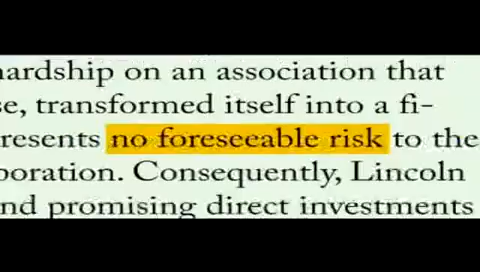 hardship on an association that
se, transformed itself into a fi-
resents no foreseeable risk to the
poration. Consequently, Lincoln
nd promising direct investments